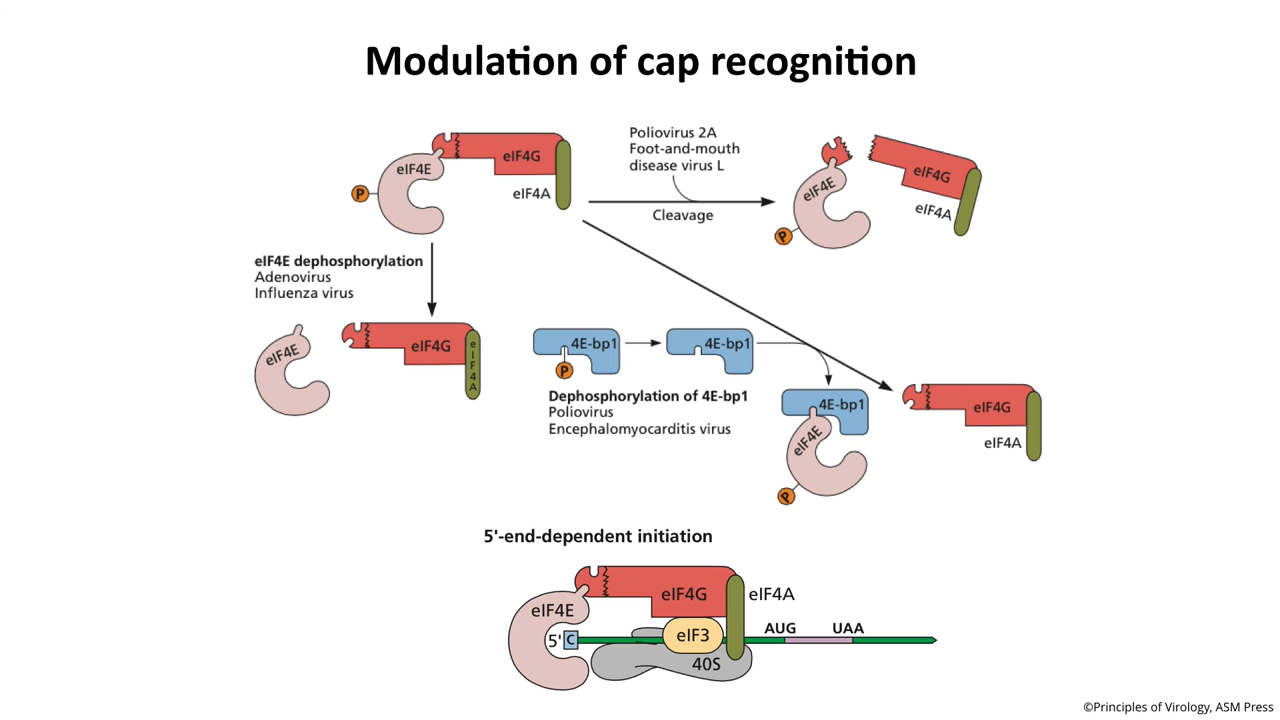 Modulation of cap recognition
Poliovirus 2A
Foot-and-mouth
disease virus L
Cleavage
eIF4E
eIF4G
eIF4A
P
eIF4E
eIF4G
eIF4A
P
eIF4E dephosphorylation
Adenovirus
Influenza virus
eIF4E
eIF4G
eIF4A
4E-bp1
P
4E-bp1
Dephosphorylation of 4E-bp1
Poliovirus
Encephalomyocarditis virus
4E-bp1
eIF4E
P
eIF4G
eIF4A
5'-end-dependent initiation
eIF4E
eIF4G
eIF4A
5' C
eIF3
40S
AUG
UAA
©Principles of Virology, ASM Press